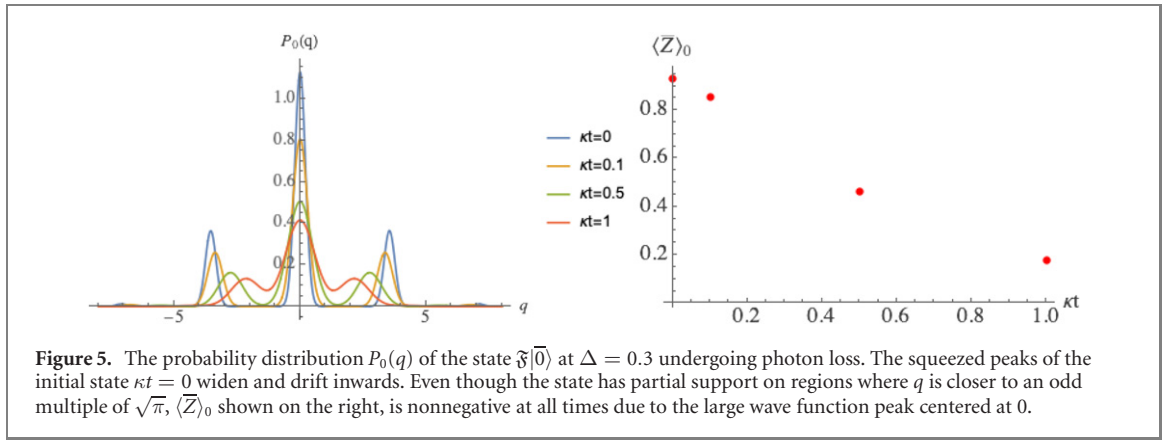 P₀(q)
1.0
0.8
0.6
0.4
0.2
−5
5
q
κt=0
κt=0.1
κt=0.5
κt=1
⟨Z̅⟩₀
0.8
0.6
0.4
0.2
0.2
0.4
0.6
0.8
1.0
κt
Figure 5. The probability distribution P₀(q) of the state 𝔉|0̅⟩ at Δ = 0.3 undergoing photon loss. The squeezed peaks of the
initial state κt = 0 widen and drift inwards. Even though the state has partial support on regions where q is closer to an odd
multiple of √π, ⟨Z̅⟩₀ shown on the right, is nonnegative at all times due to the large wave function peak centered at 0.